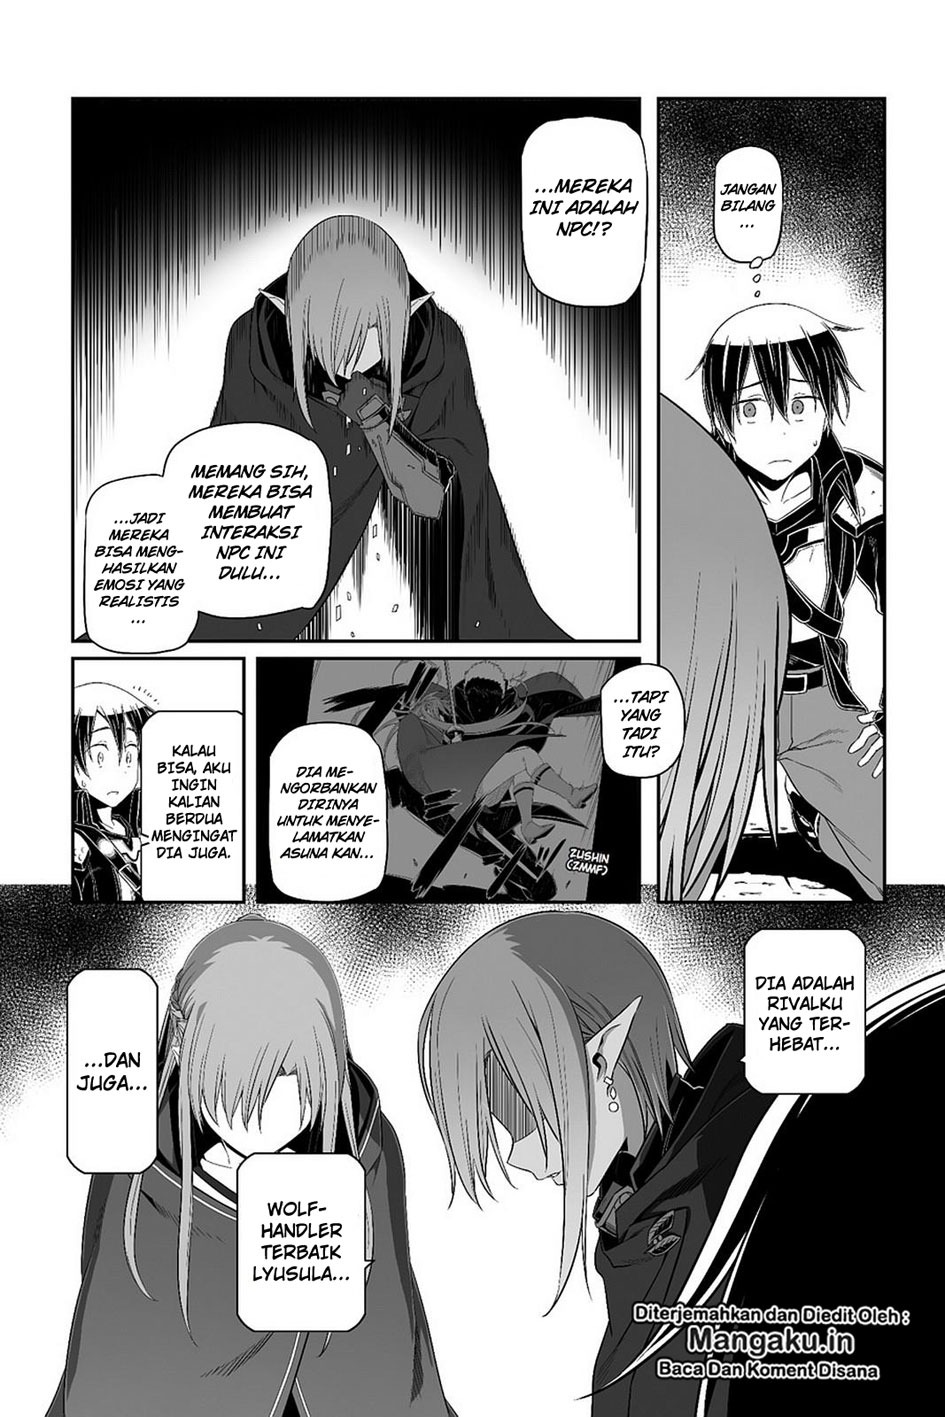 JANGAN
BILANG
...
...MEREKA
INI ADALAH
NPC!?
MEMANG SIH,
MEREKA BISA
MEMBUAT
INTERAKSI
NPC INI
DULU...
...JADI
MEREKA
BISA MENG-
HASILKAN
EMOSI YANG
REALISTIS
...
...TAPI
YANG
TADI
ITU?
DIA ME-
NGORBANKAN
DIRINYA
UNTUK MENYE-
LAMATKAN
ASUNA KAN...
ZUSHIN
(ZMMF)
KALAU
BISA, AKU
INGIN
KALIAN
BERDUA
MENGINGAT
DIA JUGA.
DIA ADALAH
RIVALKU
YANG TER-
HEBAT...
...DAN
JUGA...
WOLF-
HANDLER
TERBAIK
LYUSULA...
Diterjemahkan dan Diedit Oleh :
Mangaku.in
Baca Dan Koment Disana